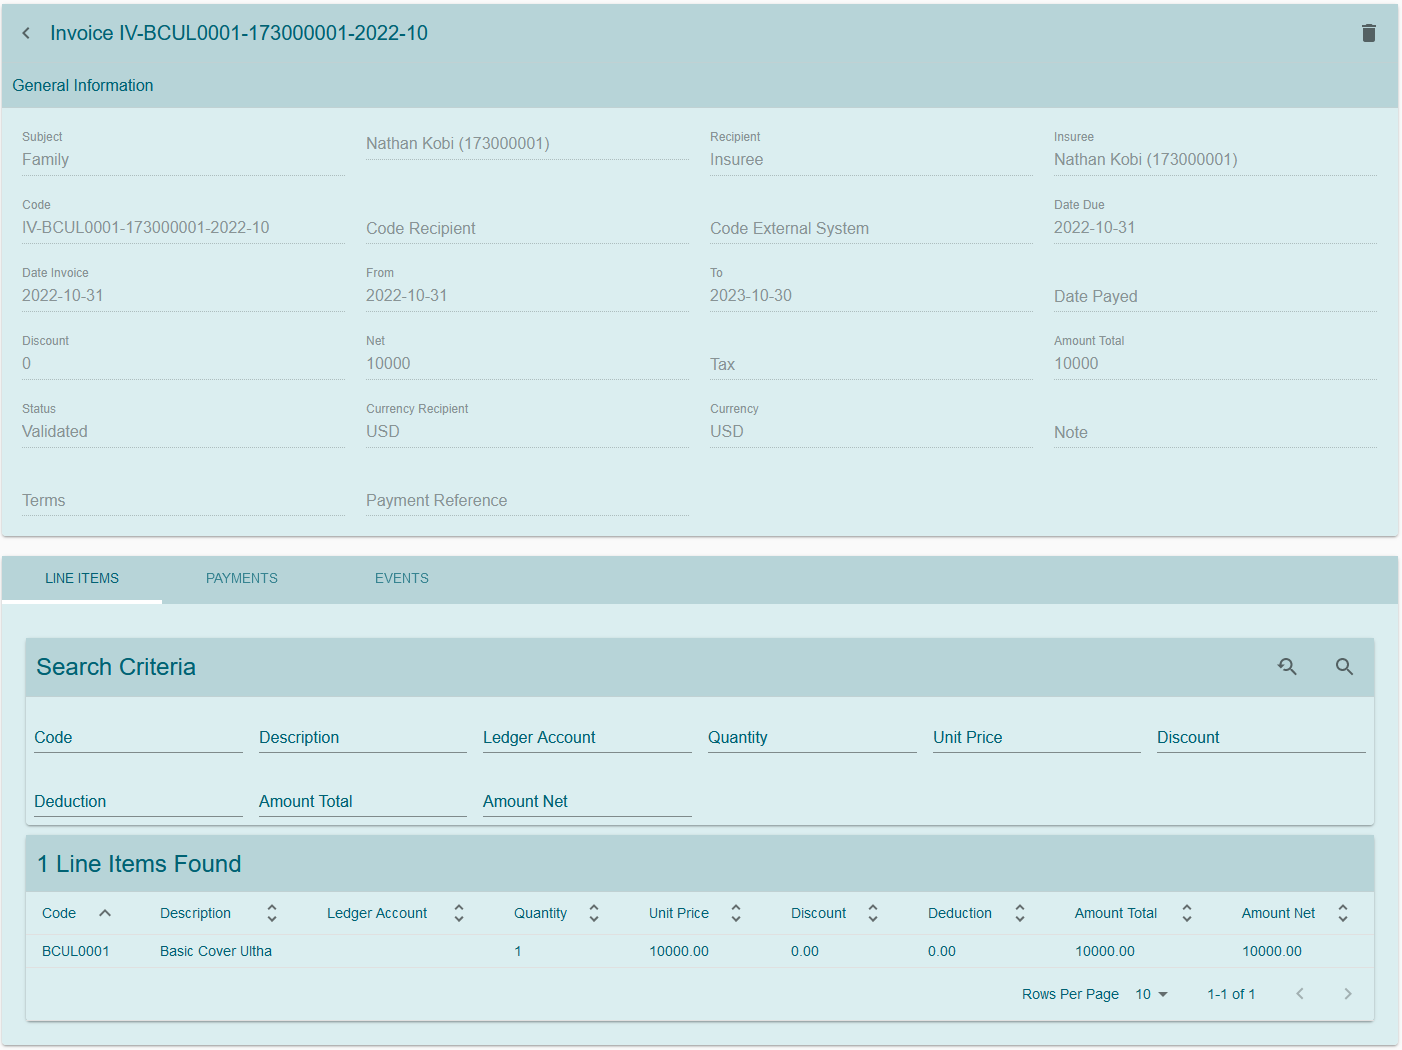 Invoice IV-BCUL0001-173000001-2022-10
General Information
Subject
Family
Nathan Kobi (173000001)
Recipient
Insuree
Insuree
Nathan Kobi (173000001)
Code
IV-BCUL0001-173000001-2022-10
Code Recipient
Code External System
Date Due
2022-10-31
Date Invoice
2022-10-31
From
2022-10-31
To
2023-10-30
Date Payed
Discount
0
Net
10000
Tax
Amount Total
10000
Status
Validated
Currency Recipient
USD
Currency
USD
Note
Terms
Payment Reference
LINE ITEMS PAYMENTS EVENTS
Search Criteria
Code Description Ledger Account Quantity Unit Price Discount
Deduction Amount Total Amount Net
1 Line Items Found
Code Description Ledger Account Quantity Unit Price Discount Deduction Amount Total Amount Net
BCUL0001 Basic Cover Ultha 1 10000.00 0.00 0.00 10000.00 10000.00
Rows Per Page 10 1-1 of 1